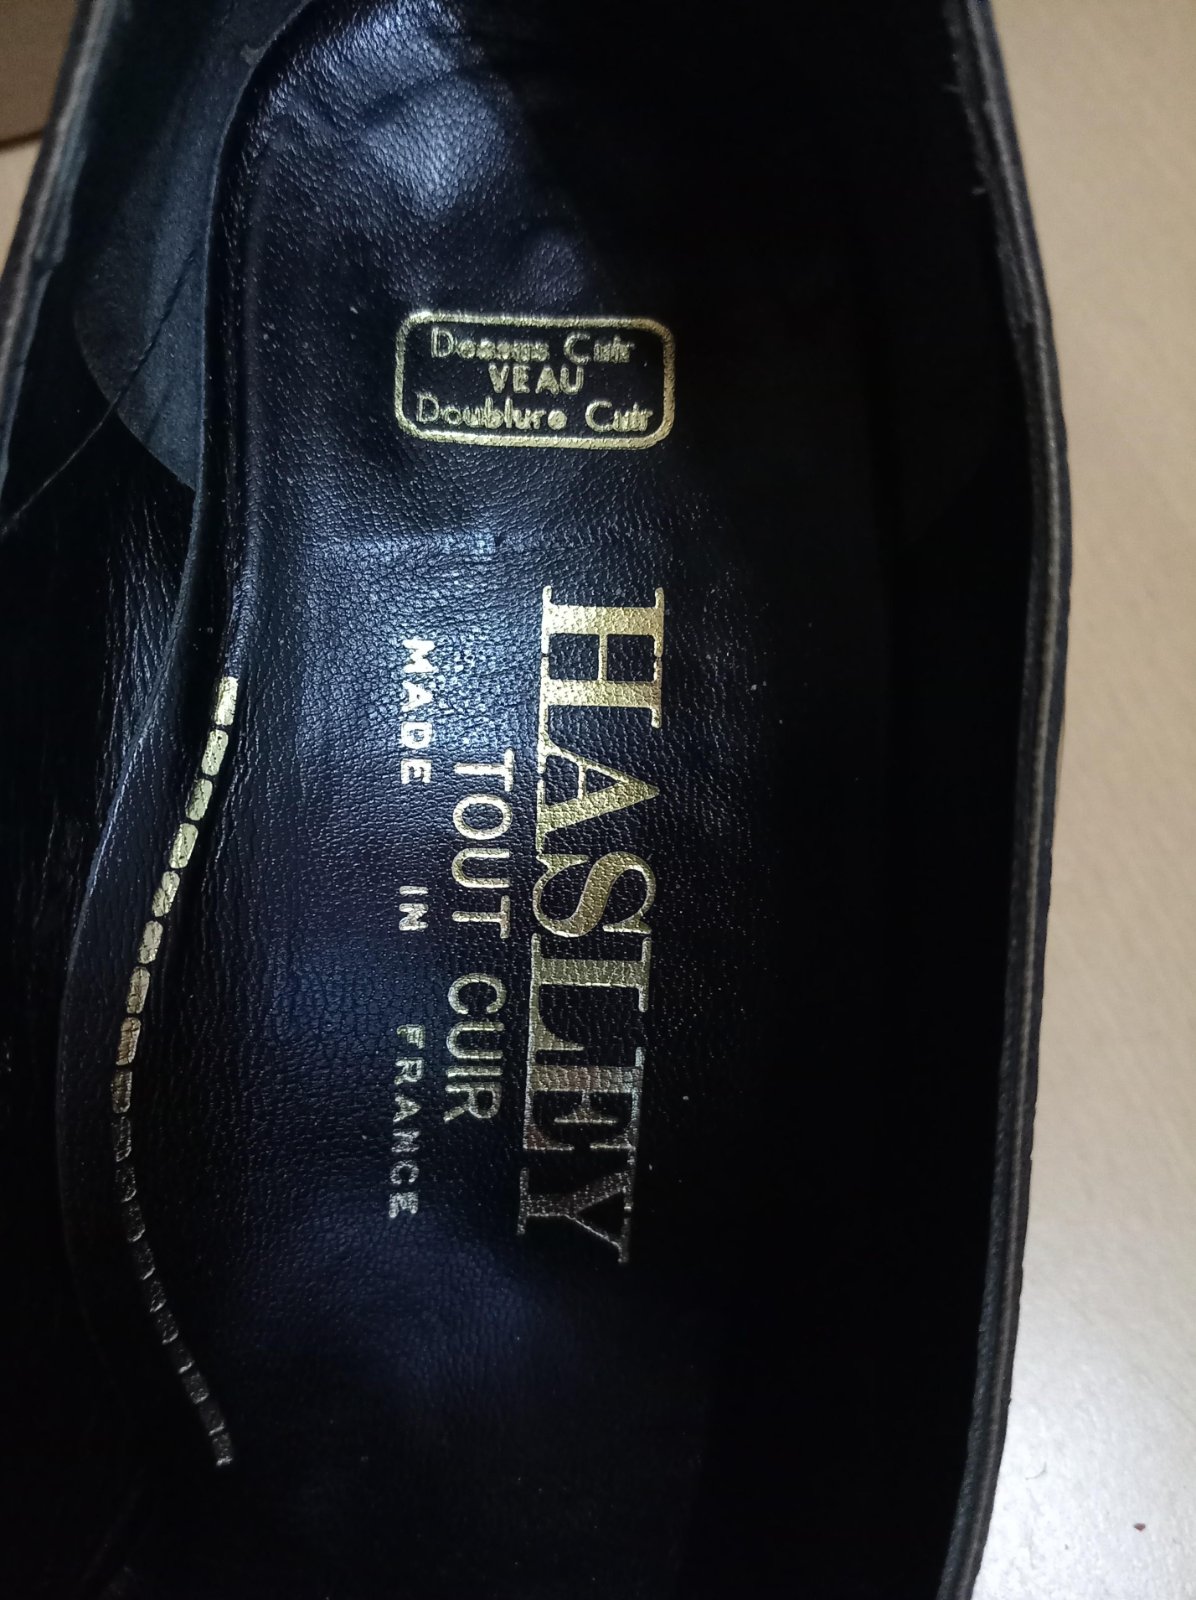 Dessus Cuir
VEAU
Doublure Cuir
HASLEY
TOUT CUIR
MADE IN FRANCE